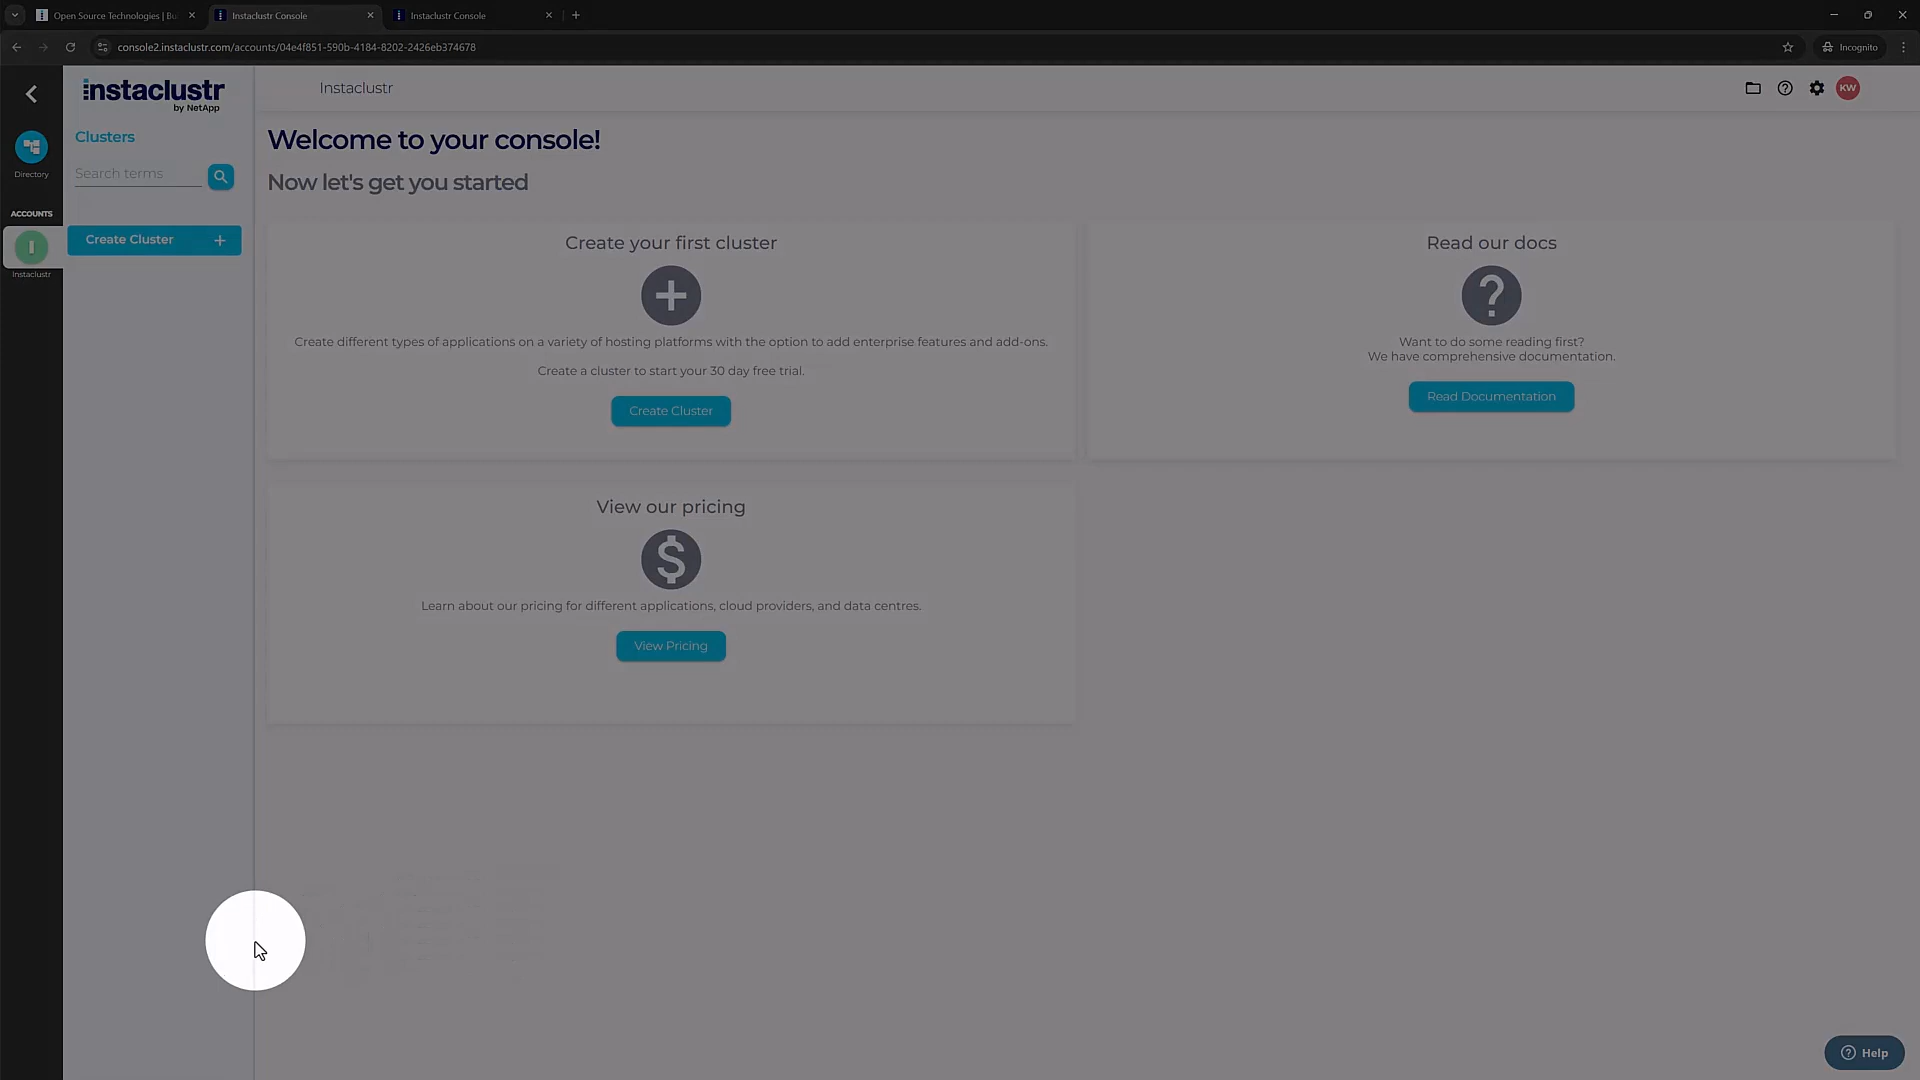 Open Source Technologies | Bu
Instaclustr Console
Instaclustr Console
console2.instaclustr.com/accounts/04e4f851-590b-4184-8202-2426eb374678
Incognito
instaclustr
by NetApp
Instaclustr
KW
Clusters
Search terms
Directory
ACCOUNTS
I
Instaclustr
Create Cluster +
Welcome to your console!
Now let's get you started
Create your first cluster
Create different types of applications on a variety of hosting platforms with the option to add enterprise features and add-ons.
Create a cluster to start your 30 day free trial.
Create Cluster
Read our docs
Want to do some reading first?
We have comprehensive documentation.
Read Documentation
View our pricing
Learn about our pricing for different applications, cloud providers, and data centres.
View Pricing
Help